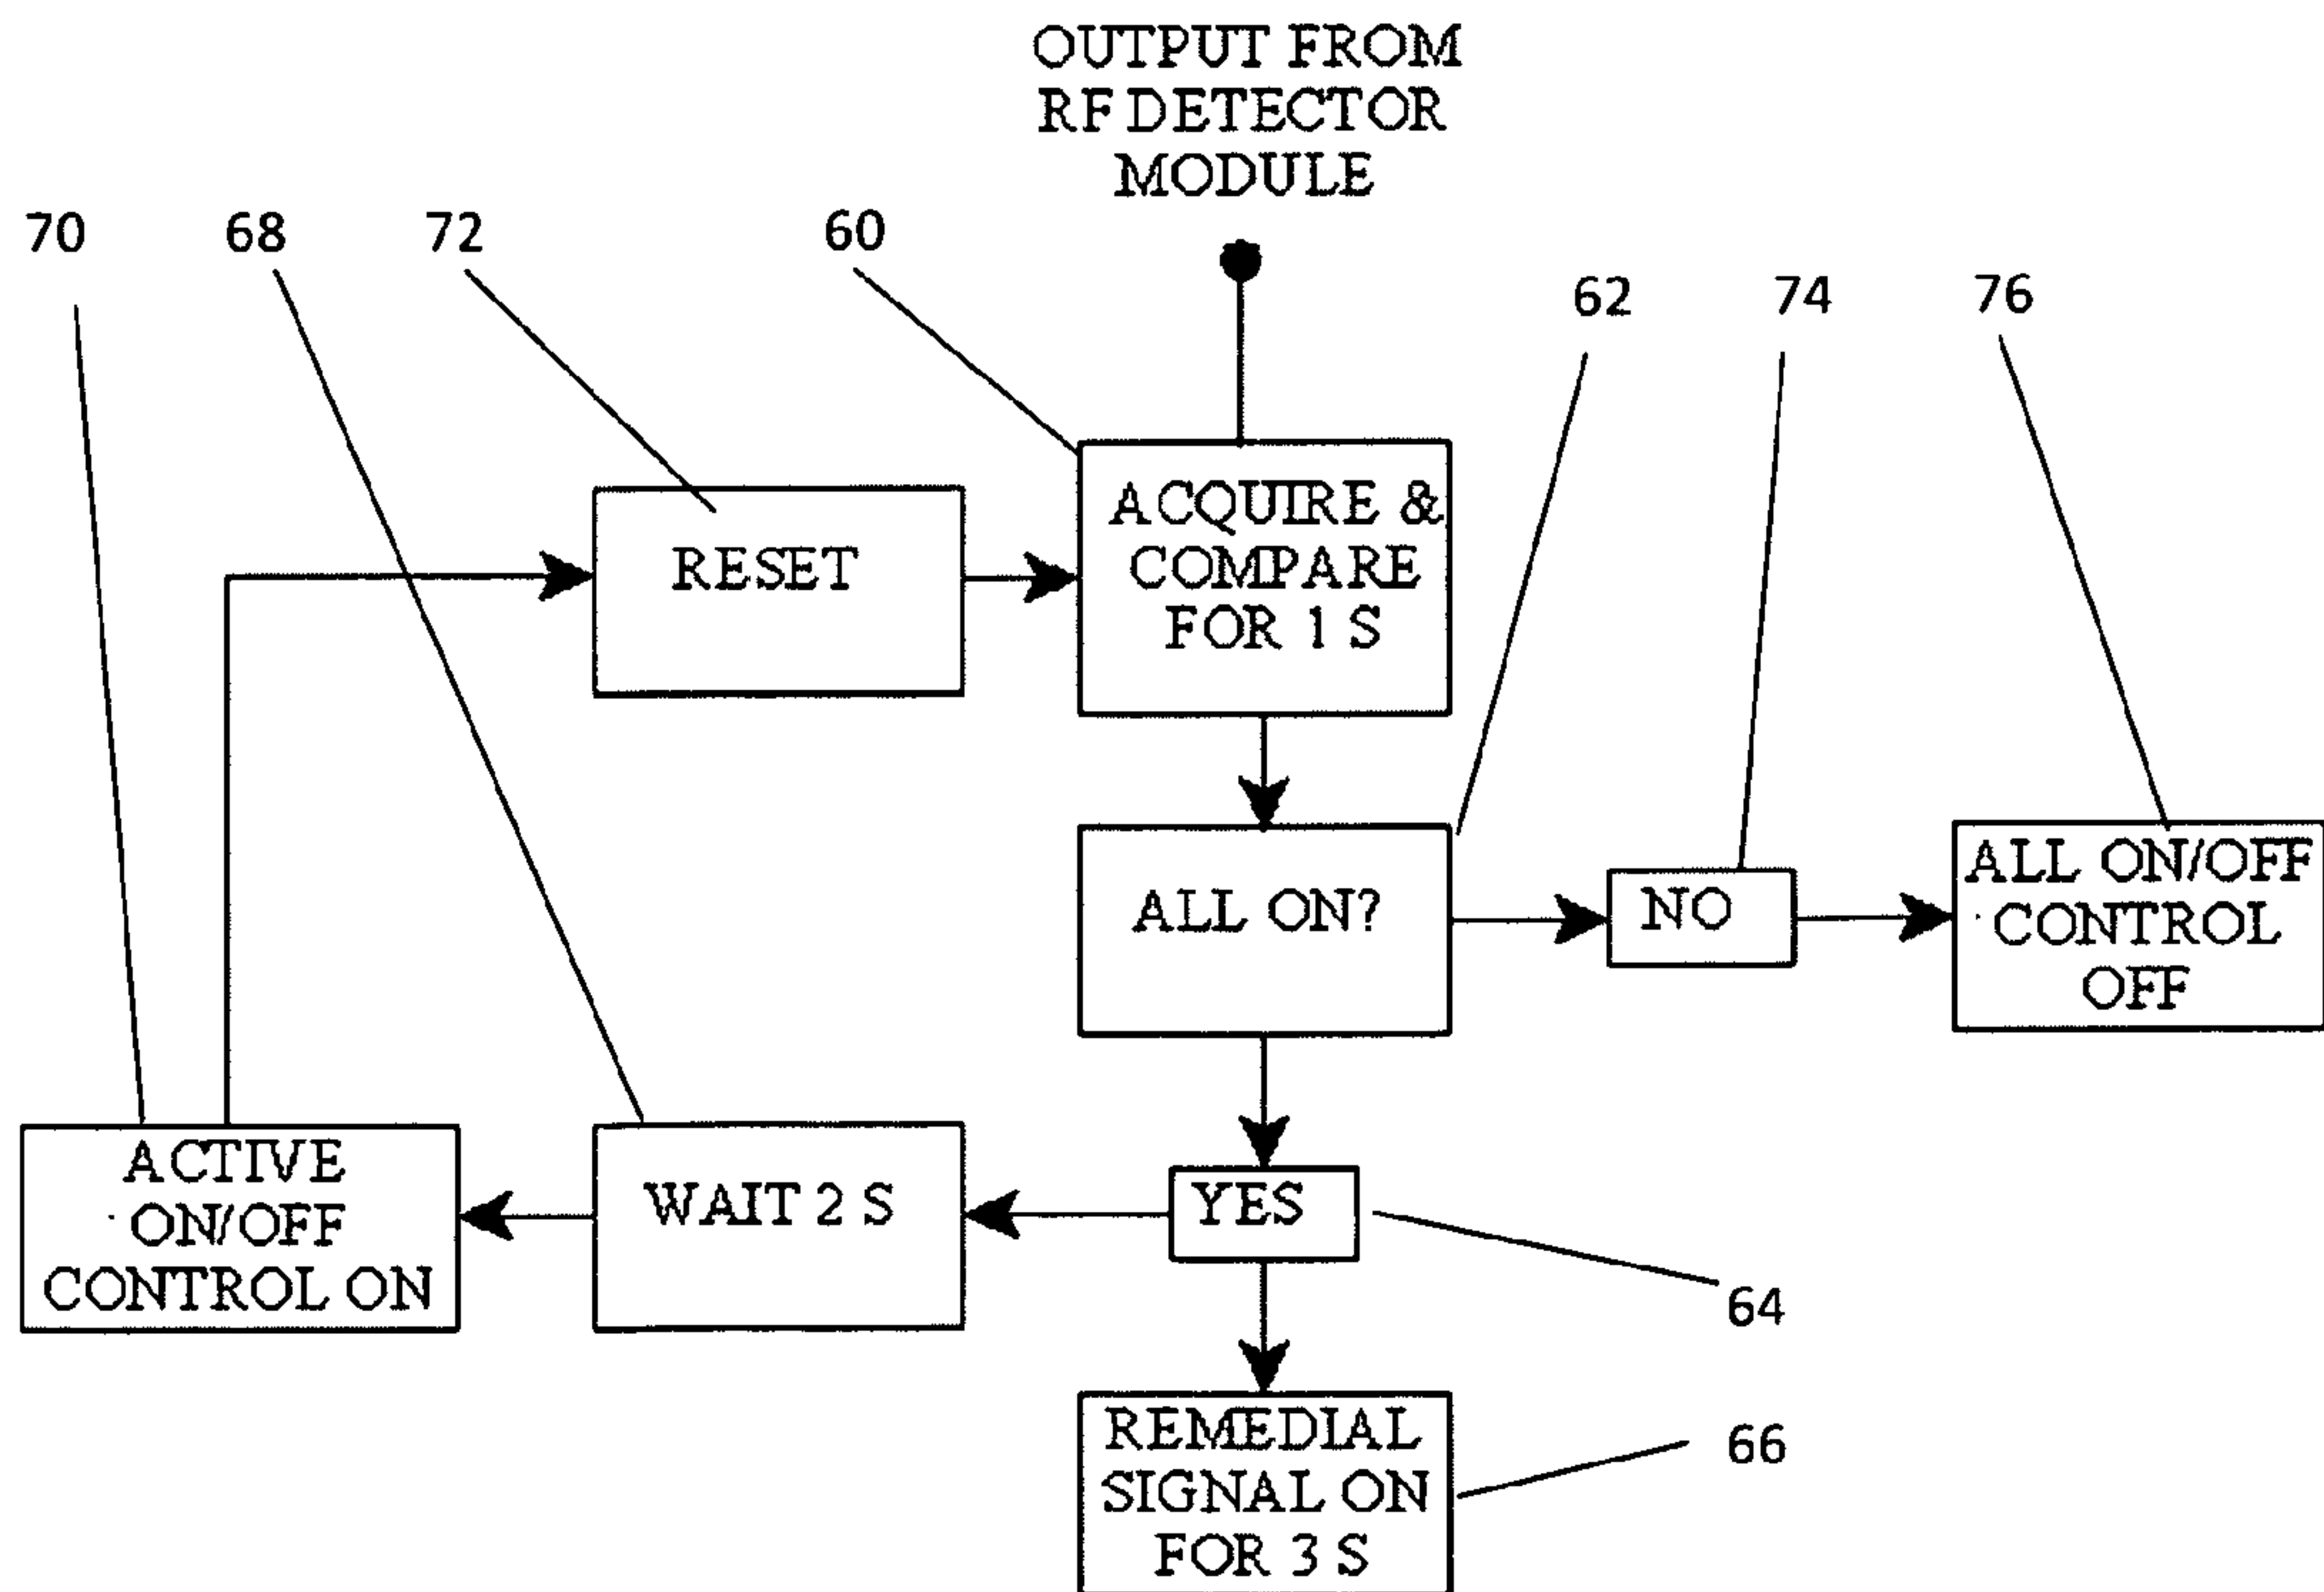 OUTPUT FROM
RF DETECTOR
MODULE
70
68
72
60
62
74
76
RESET
ACQUIRE &
COMPARE
FOR 1 S
ALL ON?
NO
ALL ON/OFF
CONTROL
OFF
ACTIVE
ON/OFF
CONTROL ON
WAIT 2 S
YES
64
REMEDIAL
SIGNAL ON
FOR 3 S
66